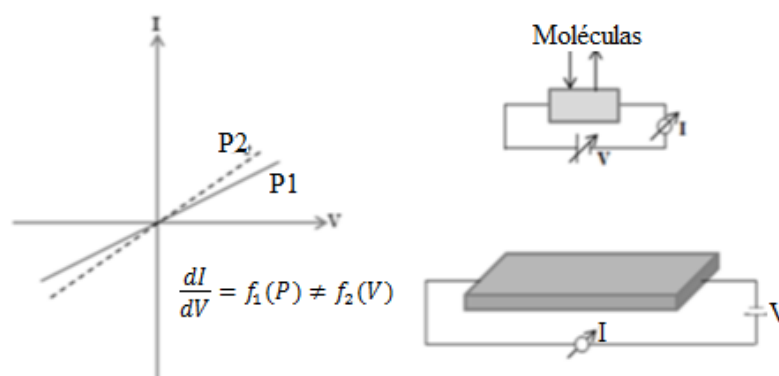 I
P2
P1
V
dI/dV = f₁(P) ≠ f₂(V)
Moléculas
I
V
V
I